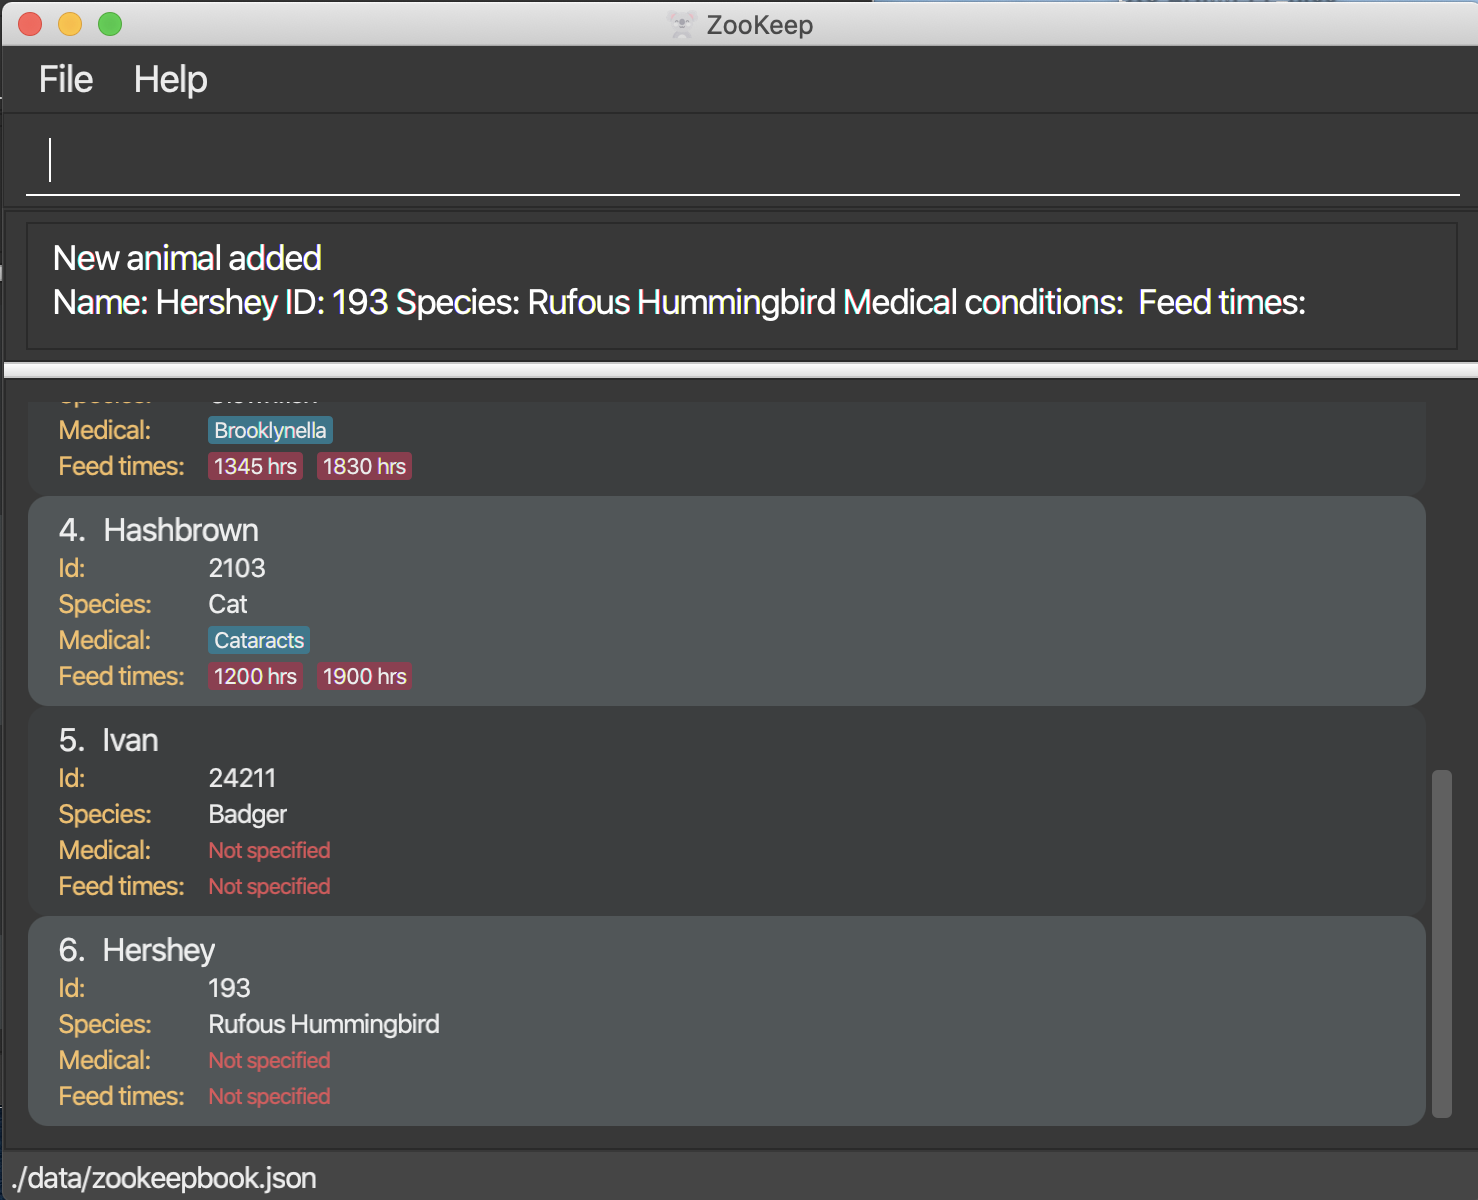 ZooKeep
File Help
New animal added
Name: Hershey ID: 193 Species: Rufous Hummingbird Medical conditions:  Feed times:
Medical: Brooklynella
Feed times: 1345 hrs 1830 hrs
4. Hashbrown
Id: 2103
Species: Cat
Medical: Cataracts
Feed times: 1200 hrs 1900 hrs
5. Ivan
Id: 24211
Species: Badger
Medical: Not specified
Feed times: Not specified
6. Hershey
Id: 193
Species: Rufous Hummingbird
Medical: Not specified
Feed times: Not specified
./data/zookeepbook.json